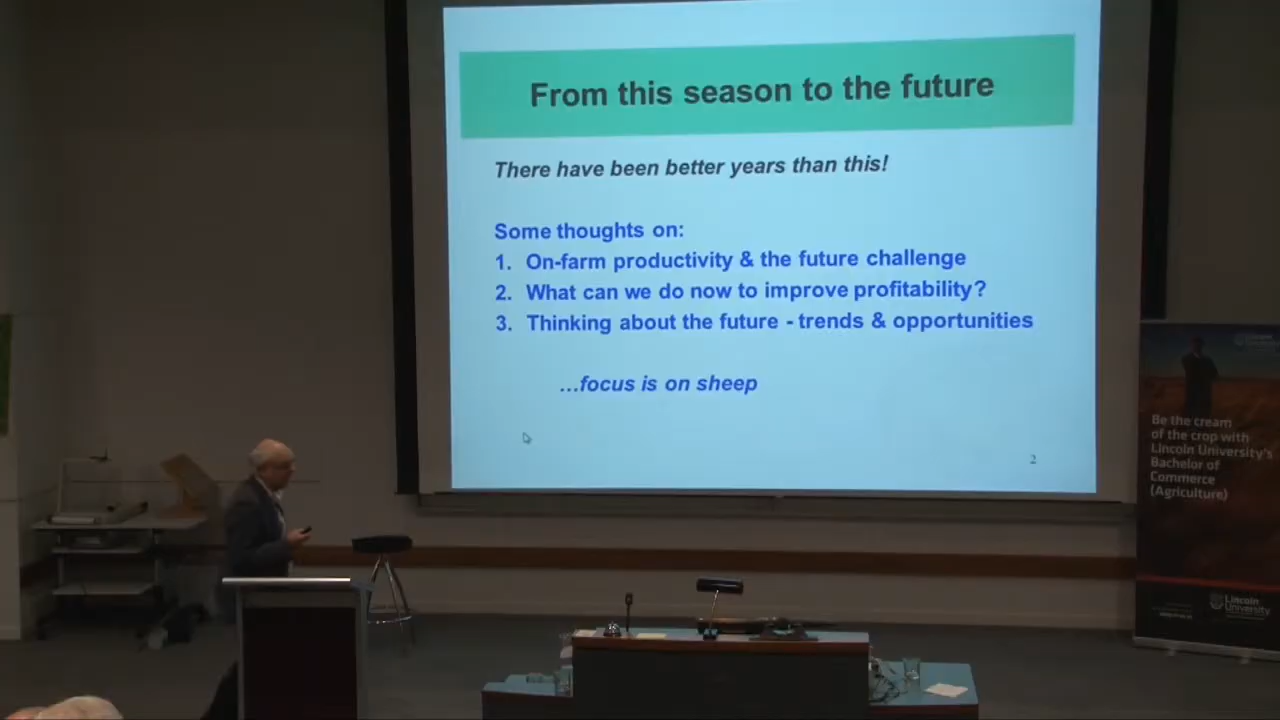 From this season to the future
There have been better years than this!
Some thoughts on:
1. On-farm productivity & the future challenge
2. What can we do now to improve profitability?
3. Thinking about the future - trends & opportunities
...focus is on sheep
2
Be the cream
of the crop with
Lincoln University's
Bachelor of
Commerce
(Agriculture)
Lincoln
University